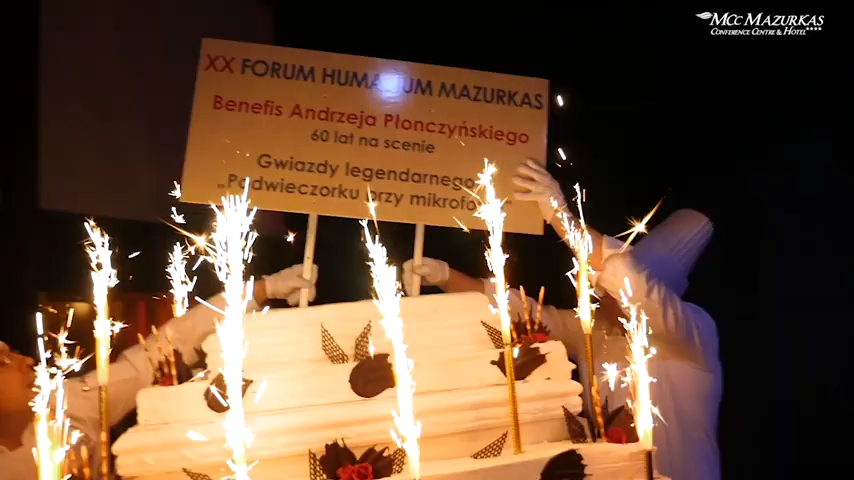 MCC MAZURKAS
CONFERENCE CENTRE & HOTEL****
XX FORUM HUMANUM MAZURKAS
Benefis Andrzeja Płonczyńskiego
60 lat na scenie
Gwiazdy legendarnego
„Podwieczorku przy